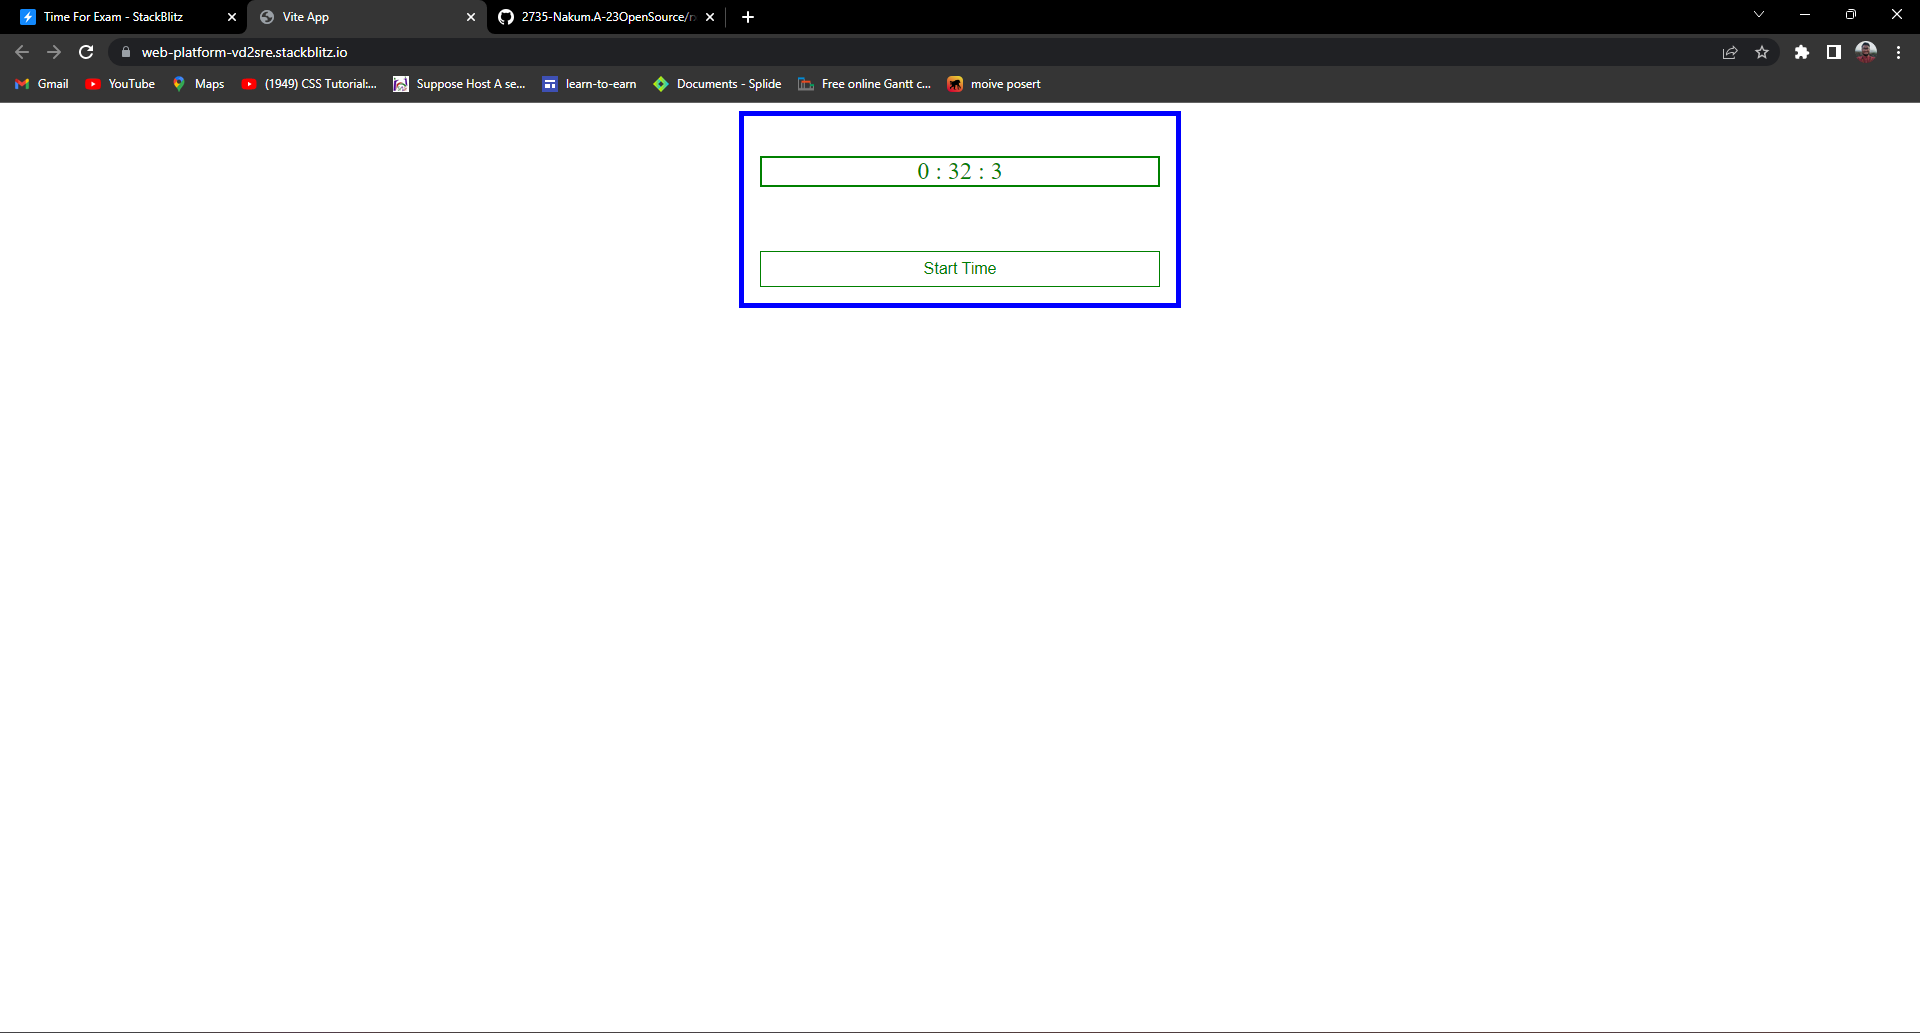 Time For Exam - StackBlitz
Vite App
2735-Nakum.A-23OpenSource/
web-platform-vd2sre.stackblitz.io
Gmail YouTube Maps (1949) CSS Tutorial:... Suppose Host A se... learn-to-earn Documents - Splide Free online Gantt c... moive posert
0 : 32 : 3
Start Time